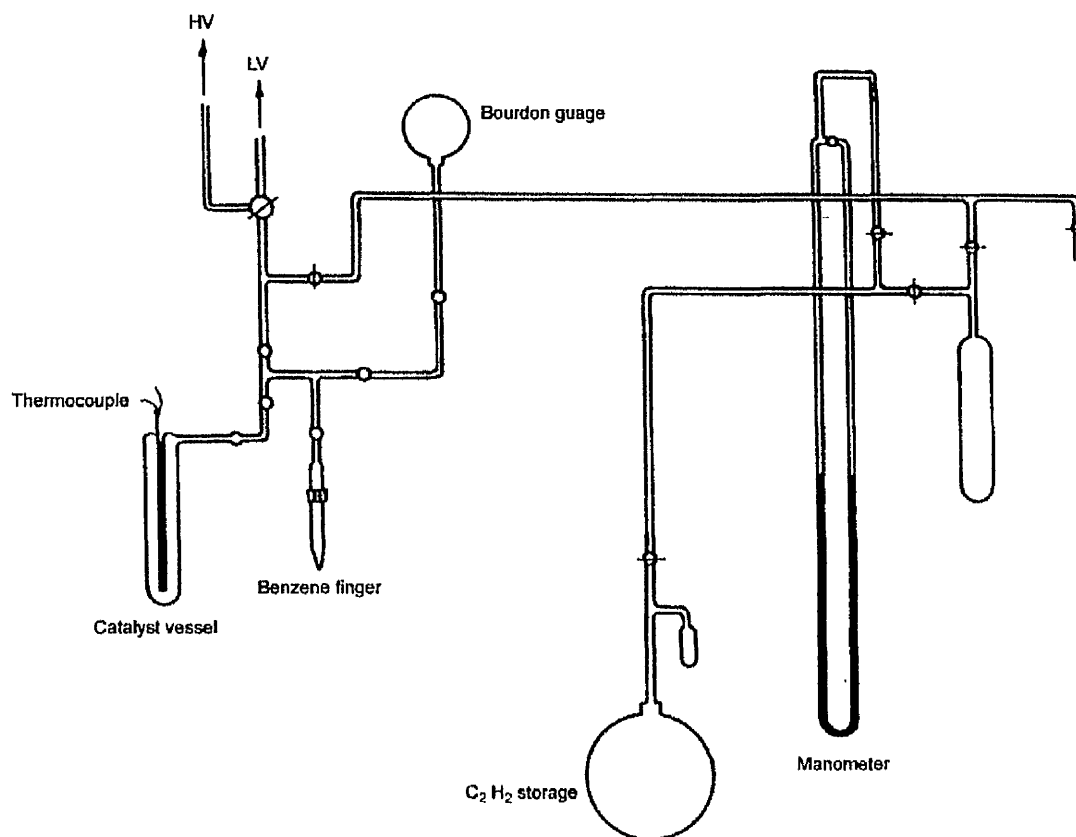 HV
LV
Bourdon guage
Thermocouple
Benzene finger
Catalyst vessel
Manometer
C₂ H₂ storage